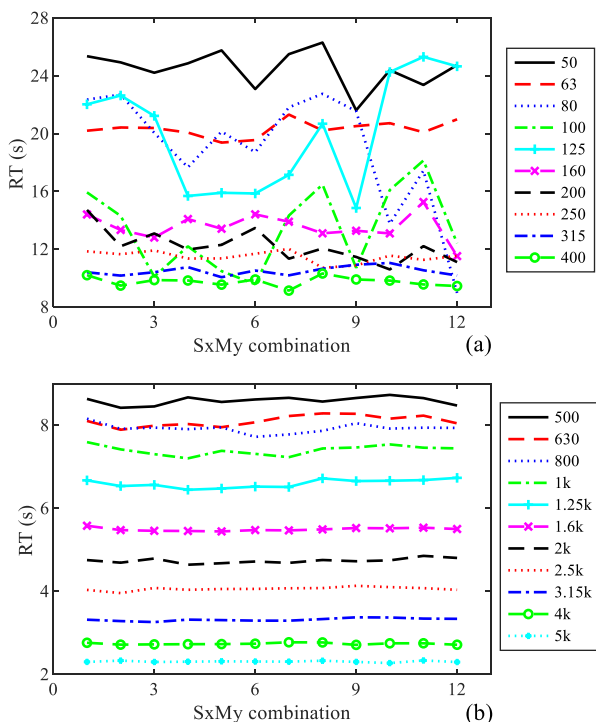 (a)
28
24
20
16
12
8
RT (s)
0
3
6
9
12
SxMy combination
50
63
80
100
125
160
200
250
315
400
8
6
4
2
RT (s)
0
3
6
9
12
SxMy combination
(b)
500
630
800
1k
1.25k
1.6k
2k
2.5k
3.15k
4k
5k